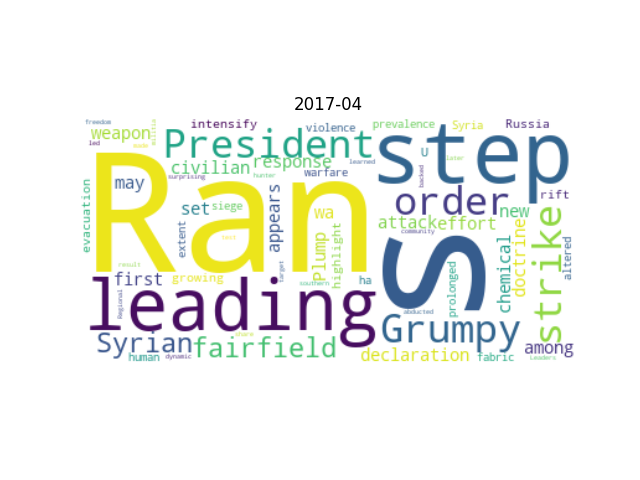 2017-04
freedom
intensify
violence
prevalence
Syria
Russia
weapon
led
President
step
U
civilian
response
learned
surprising
hunter
warfare
backed
later
evacuation
Ran
may
set
siege
extent
appears
wa
Plump
highlight
order
attack
effort
community
new
rift
doctrine
strike
altered
S
chemical
prolonged
first
growing
result
target
southern
ha
Regional
leading
abducted
Grumpy
Syrian
fairfield
human
dynamic
declaration
fabric
among
Leaders